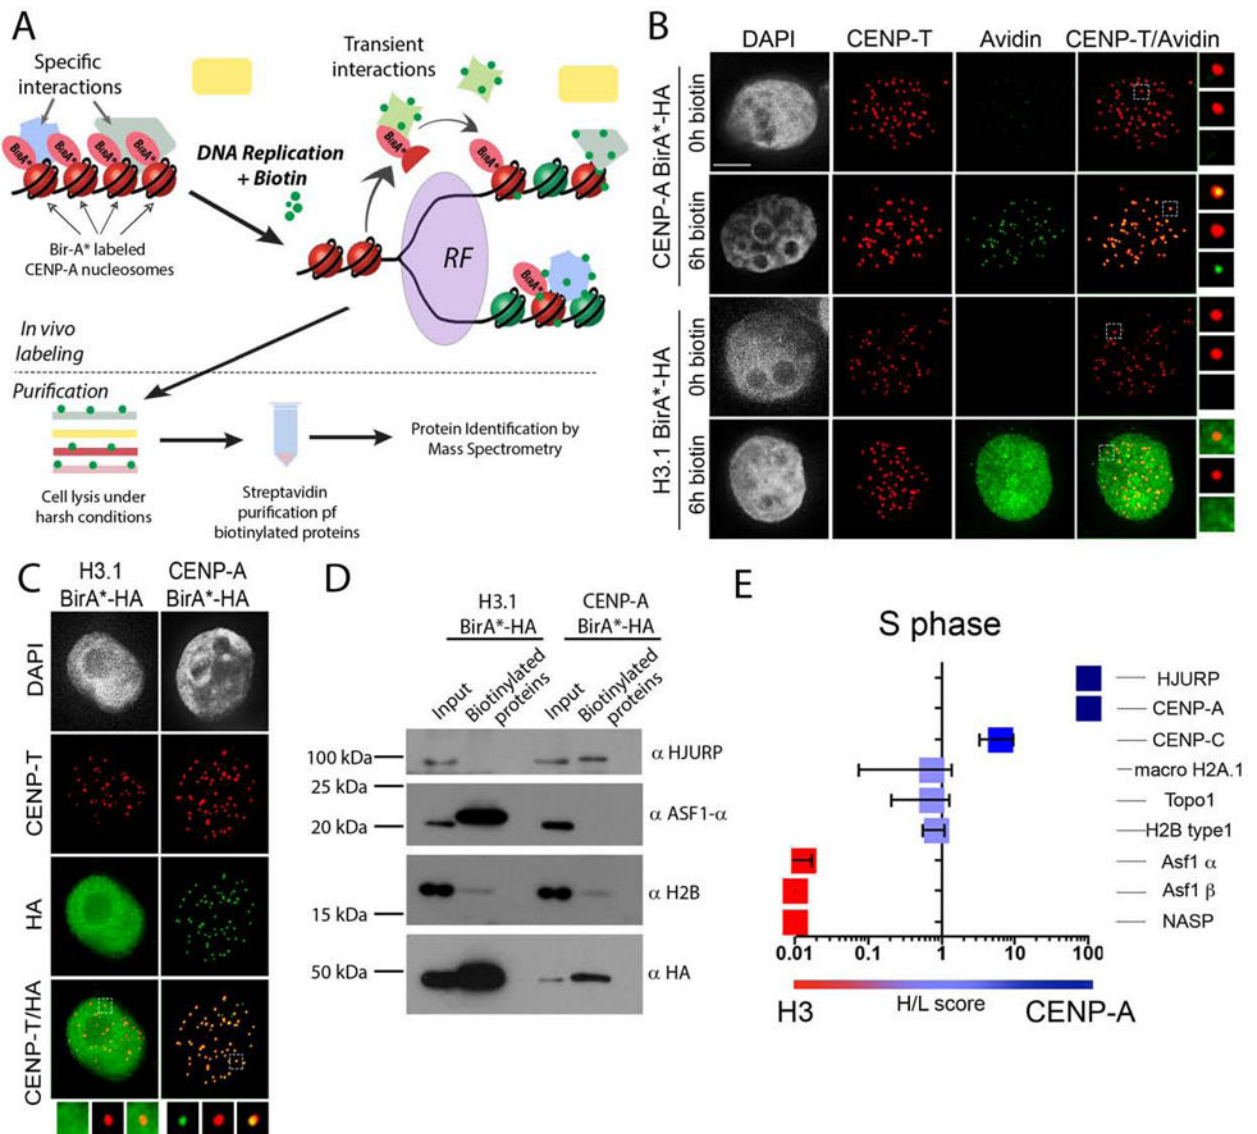 A
Specific
interactions
Transient
interactions
BirA*
BirA*
BirA*
BirA*
BirA*
BirA*
BirA*
DNA Replication
+ Biotin
RF
Bir-A* labeled
CENP-A nucleosomes
In vivo
labeling
Purification
Cell lysis under
harsh conditions
Streptavidin
purification pf
biotinylated proteins
Protein Identification by
Mass Spectrometry
B
DAPI CENP-T Avidin CENP-T/Avidin
CENP-A BirA*-HA
0h biotin
6h biotin
H3.1 BirA*-HA
0h biotin
6h biotin
C
H3.1
BirA*-HA
CENP-A
BirA*-HA
DAPI
CENP-T
HA
CENP-T/HA
D
H3.1
BirA*-HA
CENP-A
BirA*-HA
Input
Biotinylated
proteins
Input
Biotinylated
proteins
100 kDa α HJURP
25 kDa
20 kDa α ASF1-α
α H2B
15 kDa
50 kDa α HA
E
S phase
HJURP
CENP-A
CENP-C
macro H2A.1
Topo1
H2B type1
Asf1 α
Asf1 β
NASP
0.01 0.1 1 10 100
H3 H/L score CENP-A